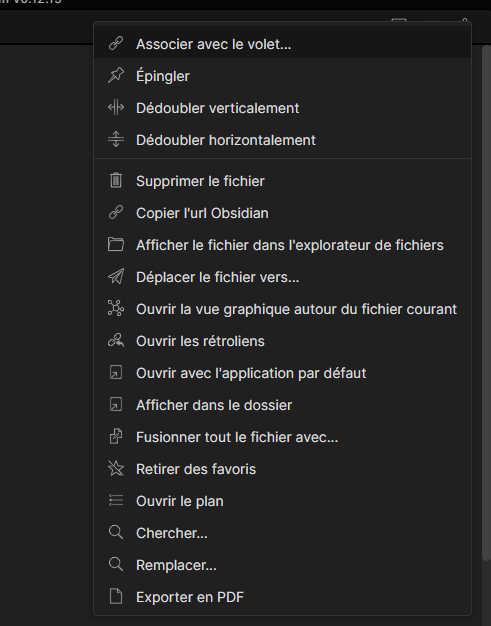 Associer avec le volet...
Épingler
Dédoubler verticalement
Dédoubler horizontalement
Supprimer le fichier
Copier l'url Obsidian
Afficher le fichier dans l'explorateur de fichiers
Déplacer le fichier vers...
Ouvrir la vue graphique autour du fichier courant
Ouvrir les rétroliens
Ouvrir avec l'application par défaut
Afficher dans le dossier
Fusionner tout le fichier avec...
Retirer des favoris
Ouvrir le plan
Chercher...
Remplacer...
Exporter en PDF